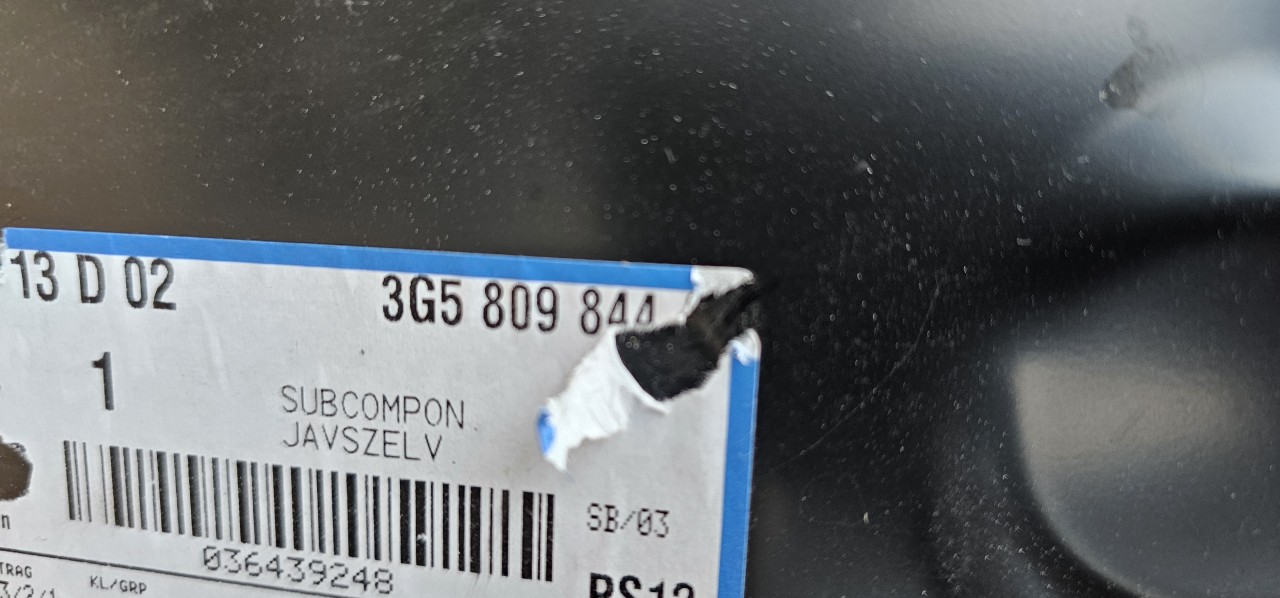 13 D 02 3G5 809 844
1
SUBCOMPON.
JAVSZELV.
SB/03
036439248
KL/GRP